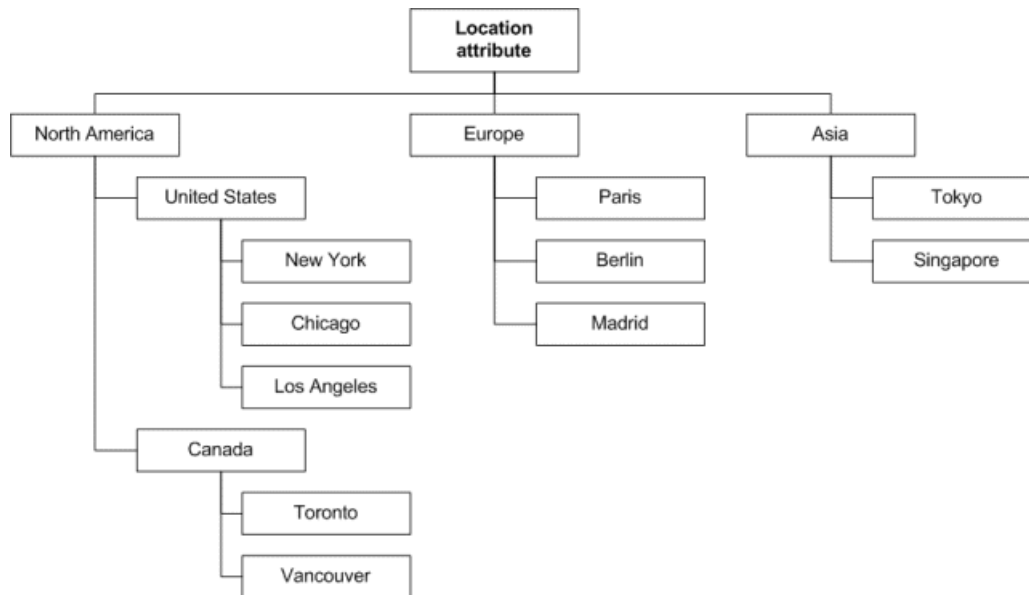 Location
attribute
North America
Europe
Asia
United States
Paris
Tokyo
New York
Berlin
Singapore
Chicago
Madrid
Los Angeles
Canada
Toronto
Vancouver